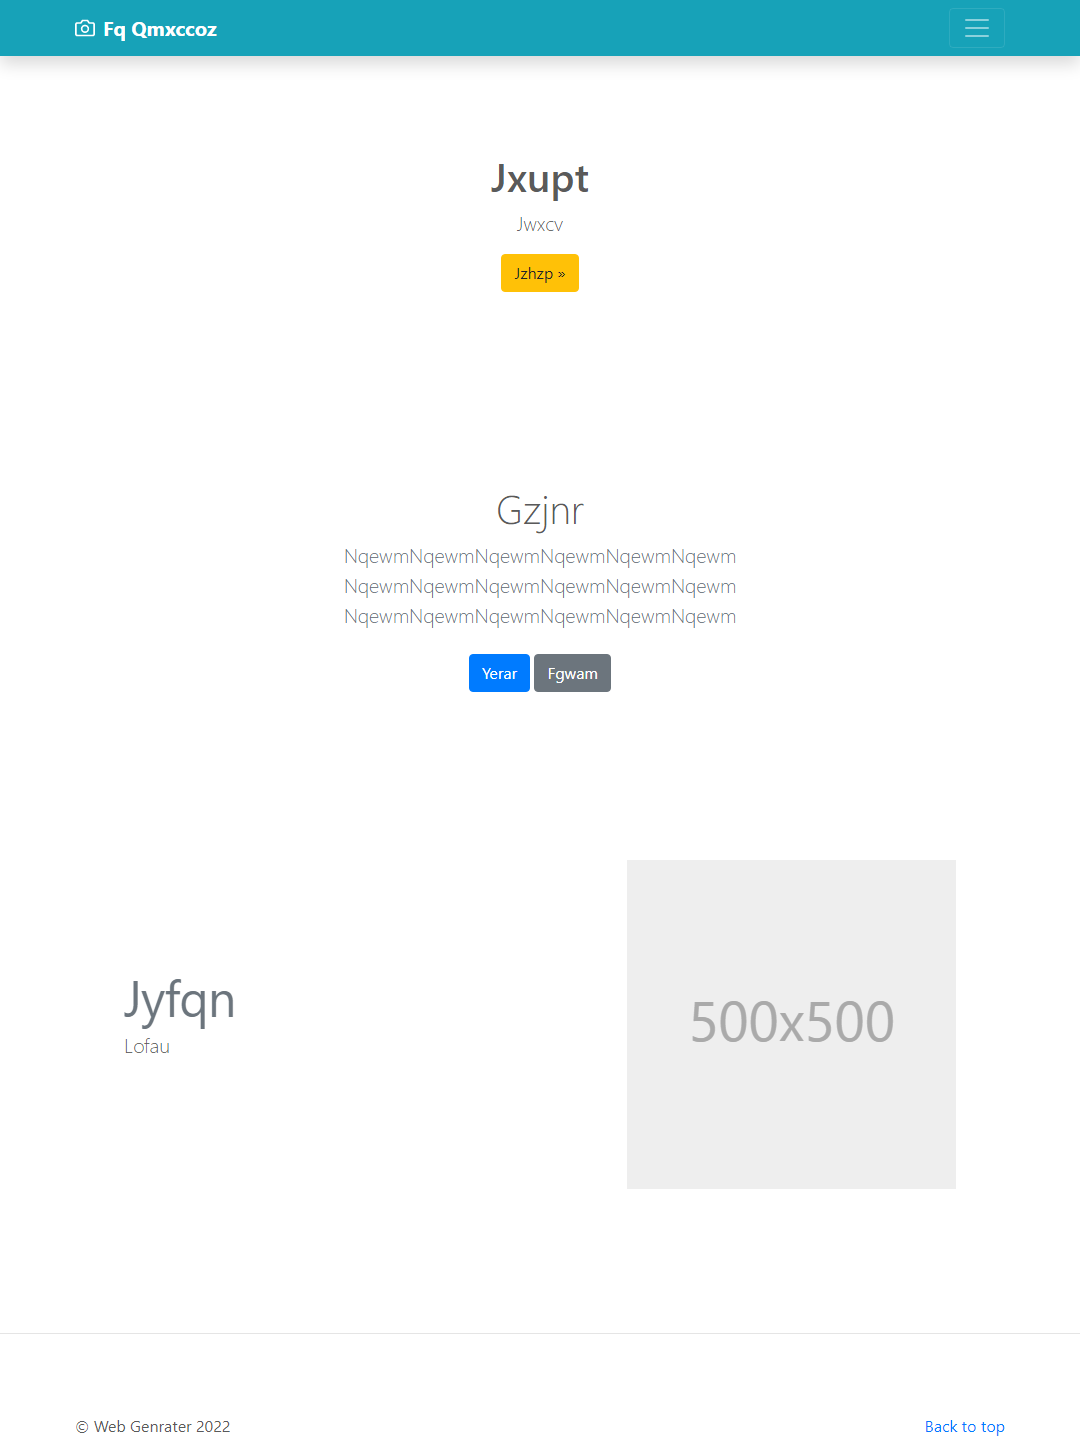 Fq Qmxccoz
Jxupt
Jwxcv
Jzhzp »
Gzjnr
NqewmNqewmNqewmNqewmNqewmNqewm
NqewmNqewmNqewmNqewmNqewmNqewm
NqewmNqewmNqewmNqewmNqewmNqewm
Yerar Fgwam
Jyfqn
Lofau
500x500
© Web Genrater 2022
Back to top